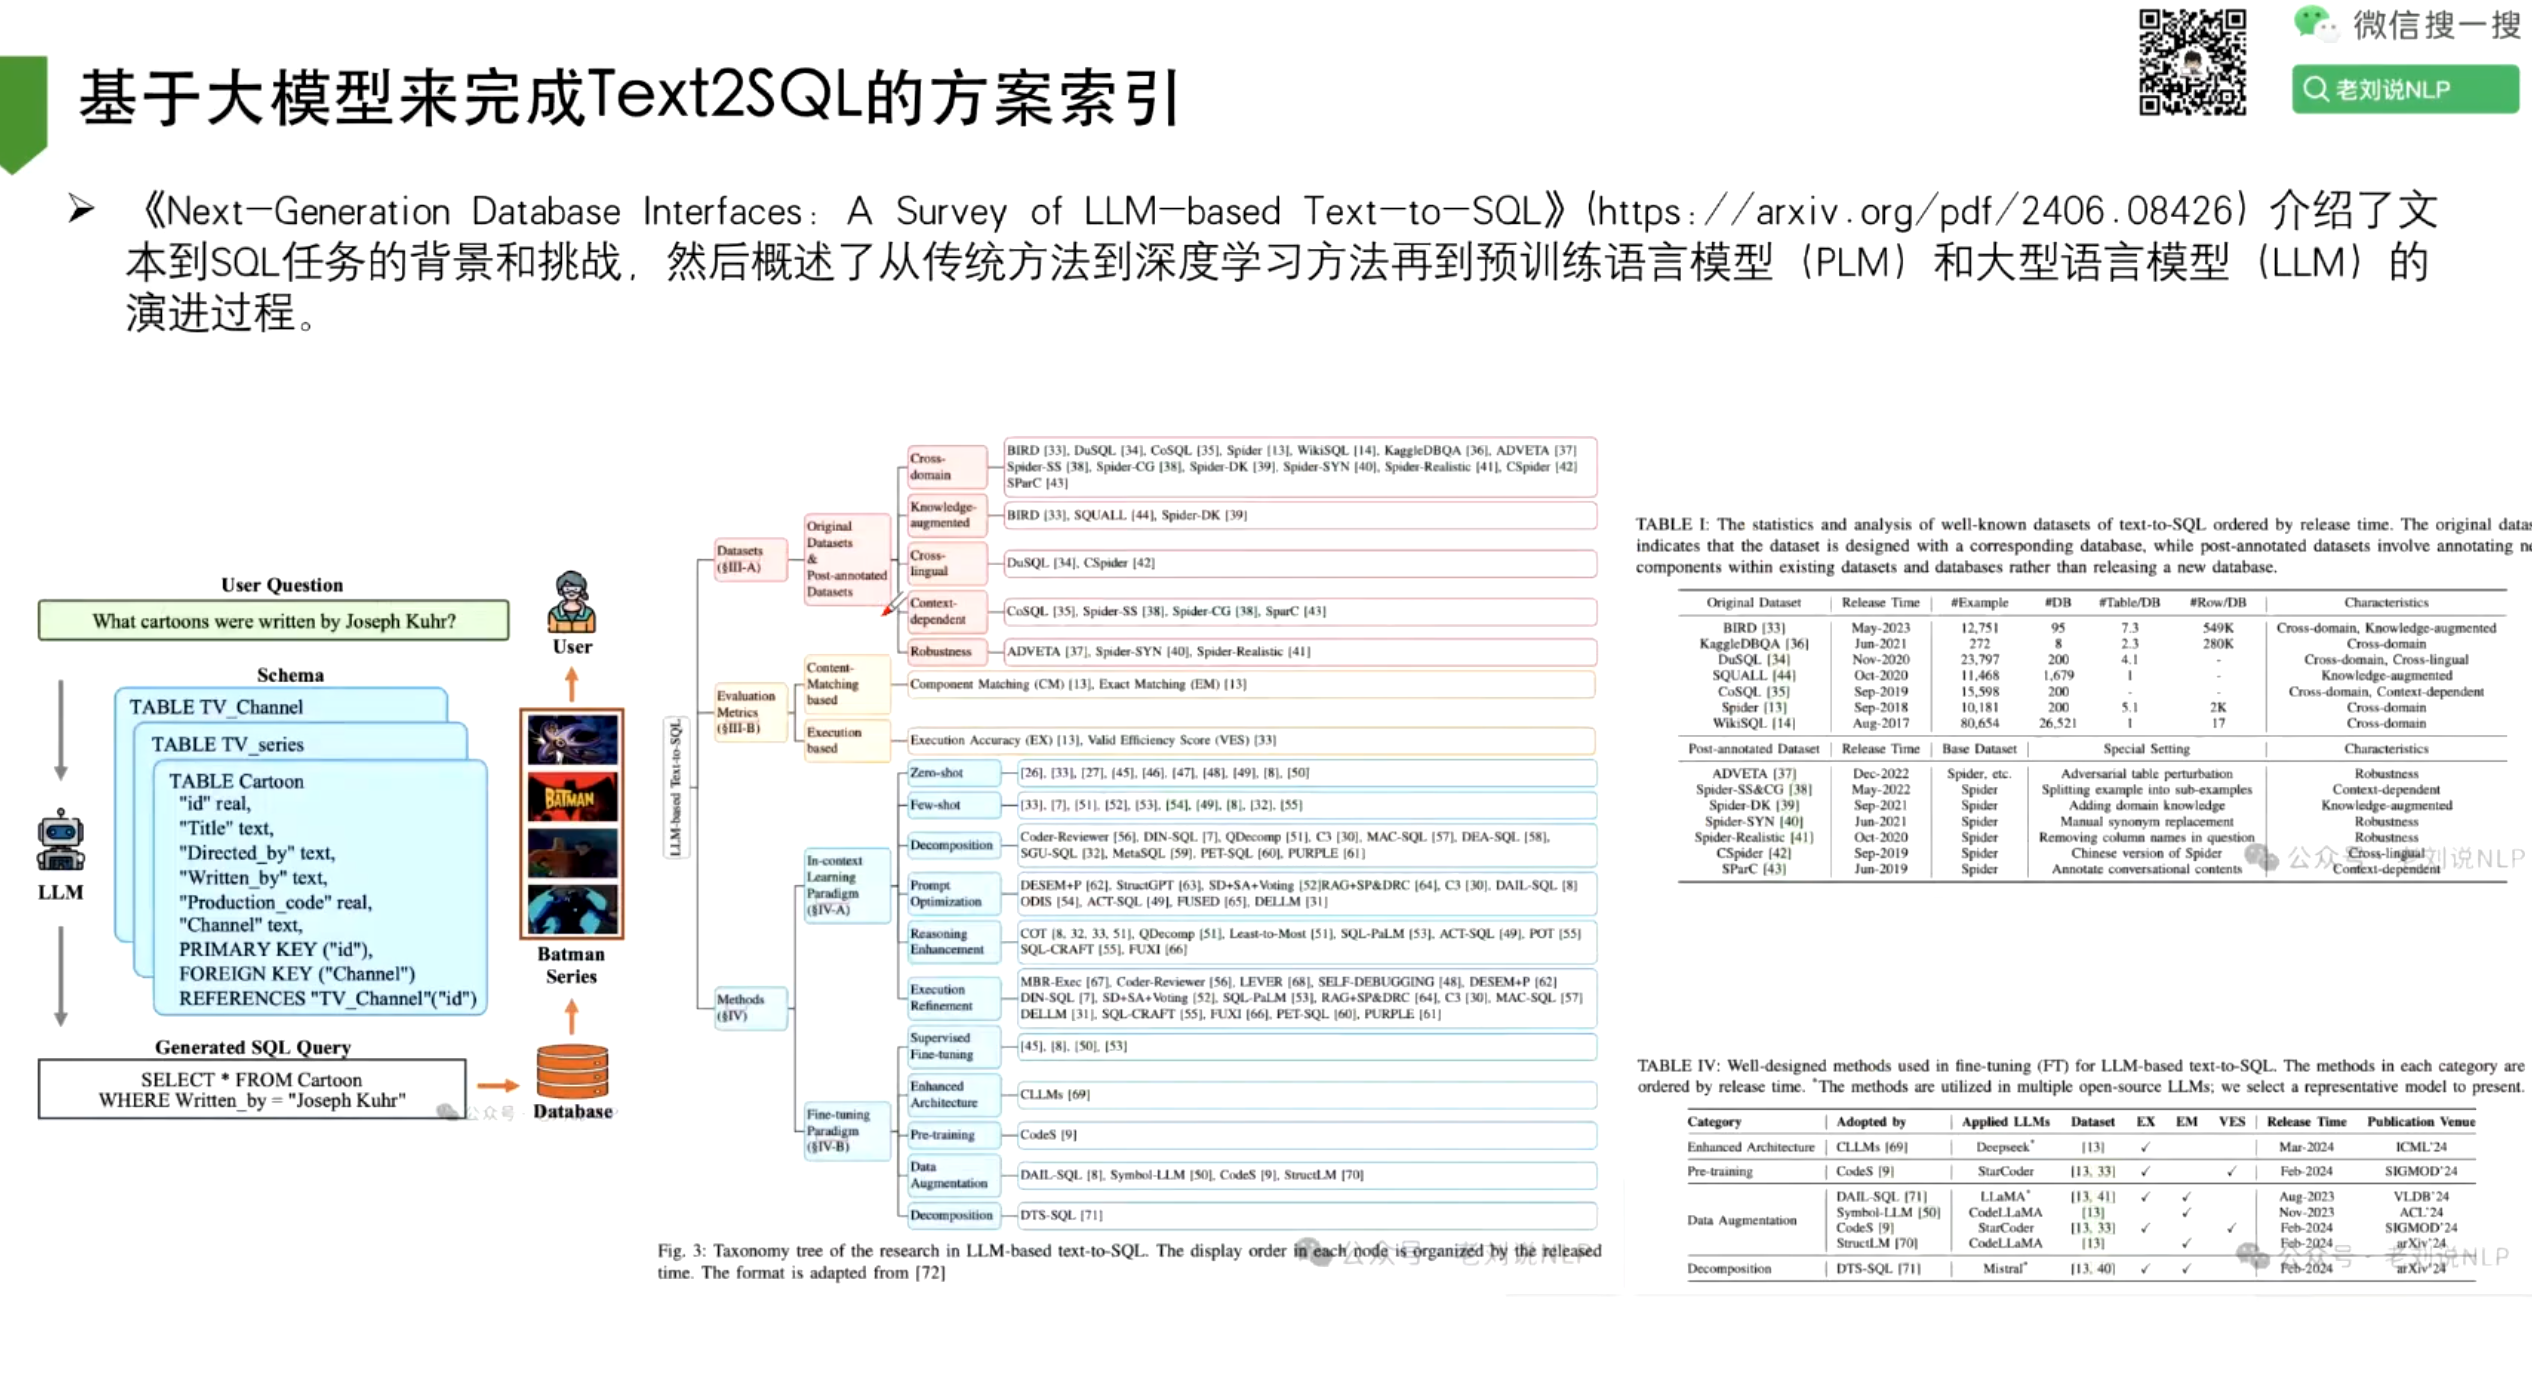 微信搜一搜
老刘说NLP
基于大模型来完成Text2SQL的方案索引
➢ 《Next-Generation Database Interfaces: A Survey of LLM-based Text-to-SQL》(https://arxiv.org/pdf/2406.08426) 介绍了文
本到SQL任务的背景和挑战，然后概述了从传统方法到深度学习方法再到预训练语言模型（PLM）和大型语言模型（LLM）的
演进过程。
User Question
What cartoons were written by Joseph Kuhr?
Schema
TABLE TV_Channel
TABLE TV_series
TABLE Cartoon
"id" real,
"Title" text,
"Directed_by" text,
"Written_by" text,
"Production_code" real,
"Channel" text,
PRIMARY KEY ("id"),
FOREIGN KEY ("Channel")
REFERENCES "TV_Channel"("id")
LLM
Generated SQL Query
SELECT * FROM Cartoon
WHERE Written_by = "Joseph Kuhr"
User
BATMAN
Batman
Series
Database
公众号
LLM-based Text-to-SQL
Datasets
(§III-A)
Original
Datasets
&
Post-annotated
Datasets
Cross-
domain
BIRD [33], DuSQL [34], CoSQL [35], Spider [13], WikiSQL [14], KaggleDBQA [36], ADVETA [37]
Spider-SS [38], Spider-CG [38], Spider-DK [39], Spider-SYN [40], Spider-Realistic [41], CSpider [42]
SParC [43]
Knowledge-
augmented
BIRD [33], SQUALL [44], Spider-DK [39]
Cross-
lingual
DuSQL [34], CSpider [42]
Context-
dependent
CoSQL [35], Spider-SS [38], Spider-CG [38], SparC [43]
Robustness
ADVETA [37], Spider-SYN [40], Spider-Realistic [41]
Evaluation
Metrics
(§III-B)
Content-
Matching
based
Component Matching (CM) [13], Exact Matching (EM) [13]
Execution
based
Execution Accuracy (EX) [13], Valid Efficiency Score (VES) [33]
Methods
(§IV)
In-context
Learning
Paradigm
(§IV-A)
Zero-shot
[26], [33], [27], [45], [46], [47], [48], [49], [8], [50]
Few-shot
[33], [7], [51], [52], [53], [54], [49], [8], [32], [55]
Decomposition
Coder-Reviewer [56], DIN-SQL [7], QDecomp [51], C3 [30], MAC-SQL [57], DEA-SQL [58],
SGU-SQL [32], MetaSQL [59], PET-SQL [60], PURPLE [61]
Prompt
Optimization
DESEM+P [62], StructGPT [63], SD+SA+Voting [52]RAG+SP&DRC [64], C3 [30], DAIL-SQL [8]
ODIS [54], ACT-SQL [49], FUSED [65], DELLM [31]
Reasoning
Enhancement
COT [8, 32, 33, 51], QDecomp [51], Least-to-Most [51], SQL-PaLM [53], ACT-SQL [49], POT [55]
SQL-CRAFT [55], FUXI [66]
Execution
Refinement
MBR-Exec [67], Coder-Reviewer [56], LEVER [68], SELF-DEBUGGING [48], DESEM+P [62]
DIN-SQL [7], SD+SA+Voting [52], SQL-PaLM [53], RAG+SP&DRC [64], C3 [30], MAC-SQL [57]
DELLM [31], SQL-CRAFT [55], FUXI [66], PET-SQL [60], PURPLE [61]
Fine-tuning
Paradigm
(§IV-B)
Supervised
Fine-tuning
[45], [8], [50], [53]
Enhanced
Architecture
CLLMs [69]
Pre-training
CodeS [9]
Data
Augmentation
DAIL-SQL [8], Symbol-LLM [50], CodeS [9], StructLM [70]
Decomposition
DTS-SQL [71]
Fig. 3: Taxonomy tree of the research in LLM-based text-to-SQL. The display order in each node is organized by the released
time. The format is adapted from [72]
公众号 · 老刘说NLP
TABLE I: The statistics and analysis of well-known datasets of text-to-SQL ordered by release time. The original datas
indicates that the dataset is designed with a corresponding database, while post-annotated datasets involve annotating ne
components within existing datasets and databases rather than releasing a new database.
Original Dataset Release Time #Example #DB #Table/DB #Row/DB Characteristics
BIRD [33] May-2023 12,751 95 7.3 549K Cross-domain, Knowledge-augmented
KaggleDBQA [36] Jun-2021 272 8 2.3 280K Cross-domain
DuSQL [34] Nov-2020 23,797 200 4.1 - Cross-domain, Cross-lingual
SQUALL [44] Oct-2020 11,468 1,679 1 - Knowledge-augmented
CoSQL [35] Sep-2019 15,598 200 - - Cross-domain, Context-dependent
Spider [13] Sep-2018 10,181 200 5.1 2K Cross-domain
WikiSQL [14] Aug-2017 80,654 26,521 1 17 Cross-domain
Post-annotated Dataset Release Time Base Dataset Special Setting Characteristics
ADVETA [37] Dec-2022 Spider, etc. Adversarial table perturbation Robustness
Spider-SS&CG [38] May-2022 Spider Splitting example into sub-examples Context-dependent
Spider-DK [39] Sep-2021 Spider Adding domain knowledge Knowledge-augmented
Spider-SYN [40] Jun-2021 Spider Manual synonym replacement Robustness
Spider-Realistic [41] Oct-2020 Spider Removing column names in question Robustness
CSpider [42] Sep-2019 Spider Chinese version of Spider Cross-lingual
SParC [43] Jun-2019 Spider Annotate conversational contents Context-dependent
公众号 · 老刘说NLP
TABLE IV: Well-designed methods used in fine-tuning (FT) for LLM-based text-to-SQL. The methods in each category are
ordered by release time. *The methods are utilized in multiple open-source LLMs; we select a representative model to present.
Category Adopted by Applied LLMs Dataset EX EM VES Release Time Publication Venue
Enhanced Architecture CLLMs [69] Deepseek* [13] ✓ Mar-2024 ICML'24
Pre-training CodeS [9] StarCoder [13, 33] ✓ ✓ Feb-2024 SIGMOD'24
Data Augmentation DAIL-SQL [71] LLaMA* [13, 41] ✓ ✓ Aug-2023 VLDB'24
Symbol-LLM [50] CodeLLaMA [13] ✓ Nov-2023 ACL'24
CodeS [9] StarCoder [13, 33] ✓ ✓ Feb-2024 SIGMOD'24
StructLM [70] CodeLLaMA [13] ✓ Feb-2024 arXiv'24
Decomposition DTS-SQL [71] Mistral* [13, 40] ✓ ✓ Feb-2024 arXiv'24
公众号 · 老刘说NLP